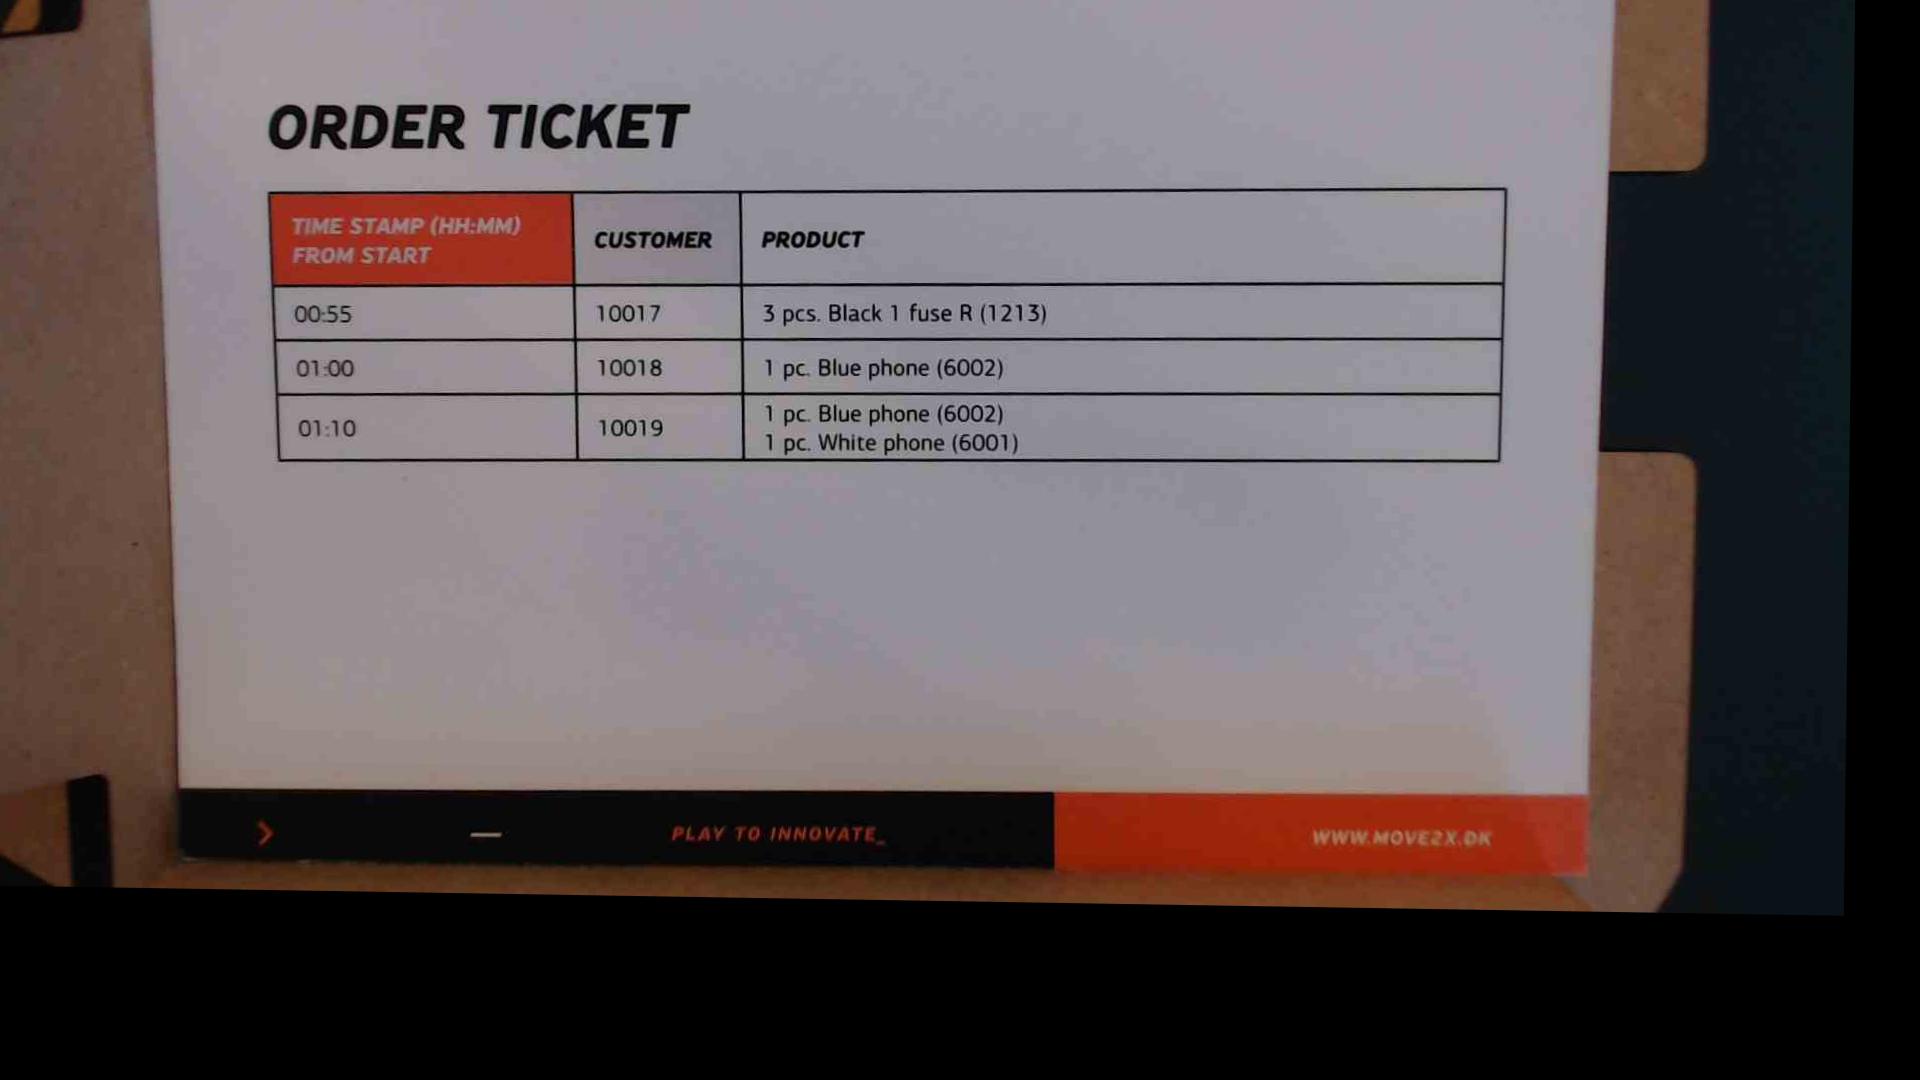 ORDER TICKET
TIME STAMP (HH:MM)
FROM START
CUSTOMER
PRODUCT
00:55 10017 3 pcs. Black 1 fuse R (1213)
01:00 10018 1 pc. Blue phone (6002)
01:10 10019 1 pc. Blue phone (6002)
1 pc. White phone (6001)
PLAY TO INNOVATE_
WWW.MOVE2X.DK